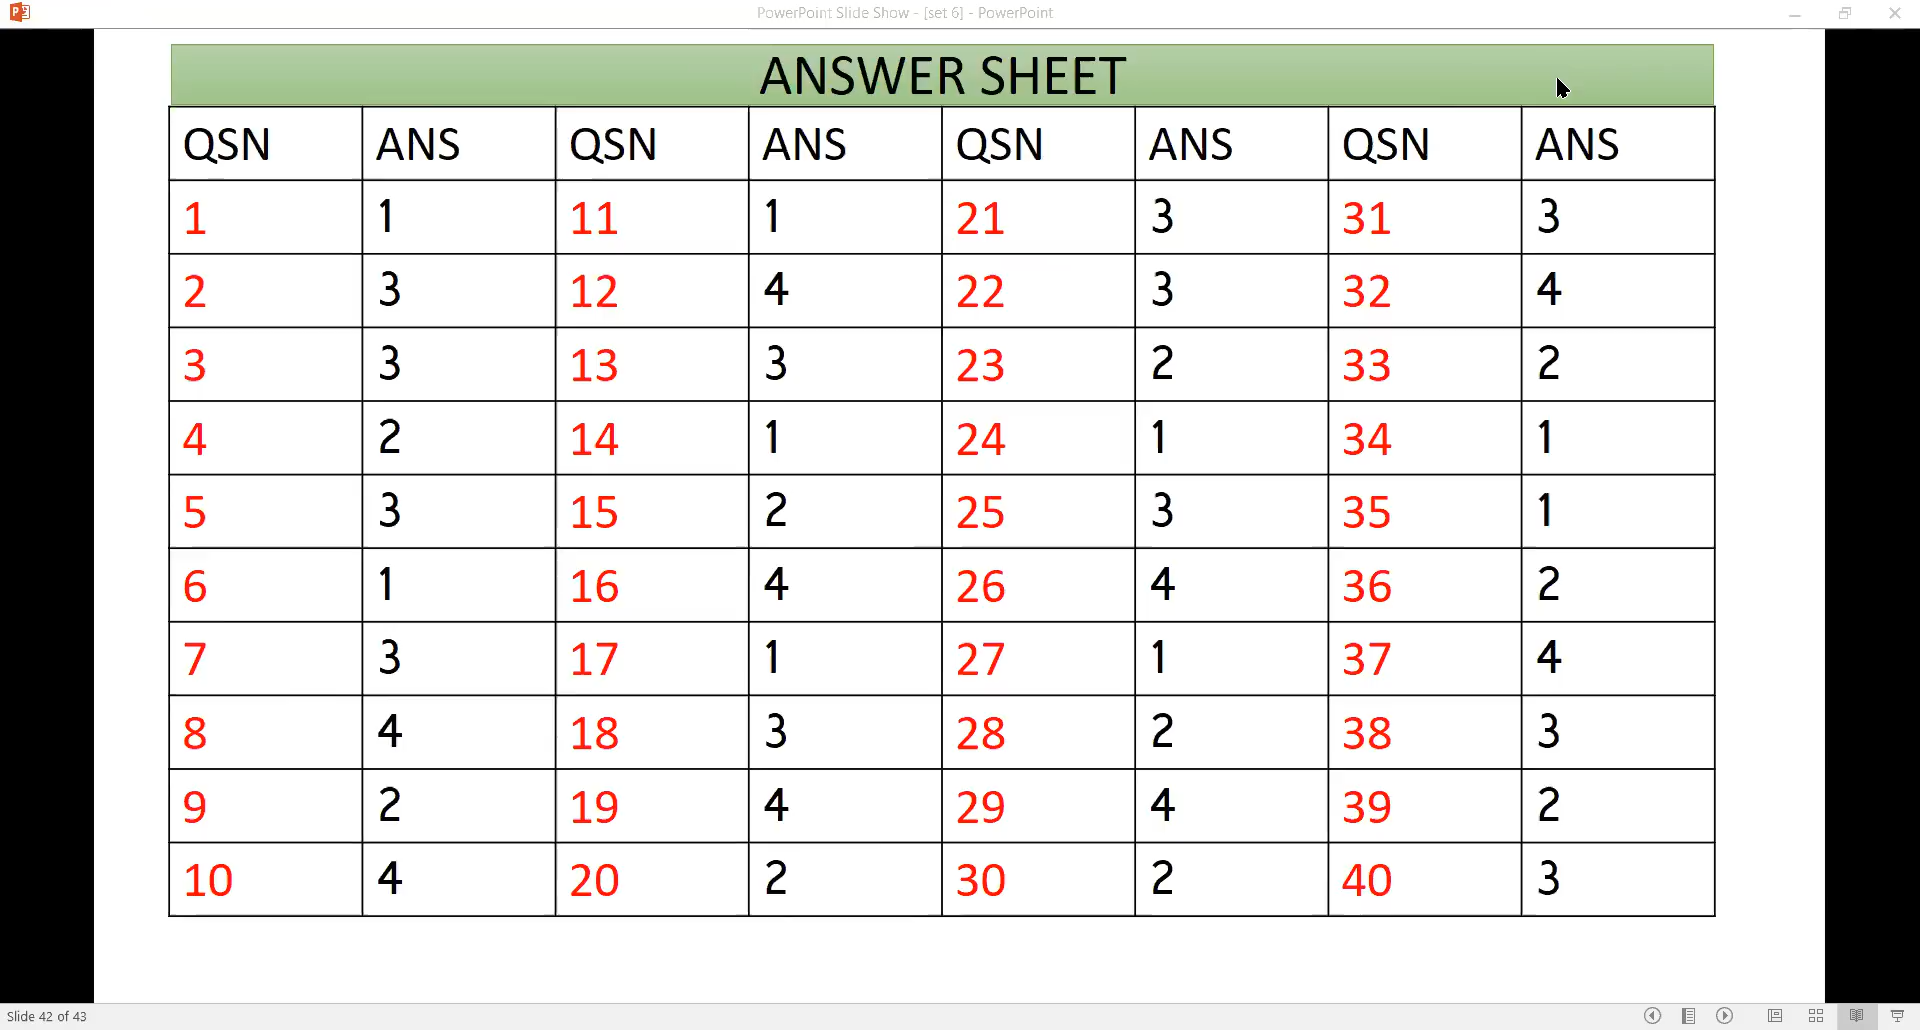 PowerPoint Slide Show - [set 6] - PowerPoint
ANSWER SHEET
QSN ANS QSN ANS QSN ANS QSN ANS
1 1 11 1 21 3 31 3
2 3 12 4 22 3 32 4
3 3 13 3 23 2 33 2
4 2 14 1 24 1 34 1
5 3 15 2 25 3 35 1
6 1 16 4 26 4 36 2
7 3 17 1 27 1 37 4
8 4 18 3 28 2 38 3
9 2 19 4 29 4 39 2
10 4 20 2 30 2 40 3
Slide 42 of 43